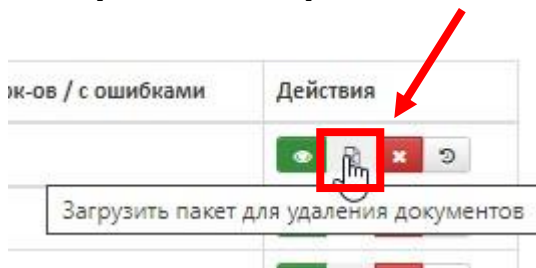 ок-ов / с ошибками
Действия
Загрузить пакет для удаления документов